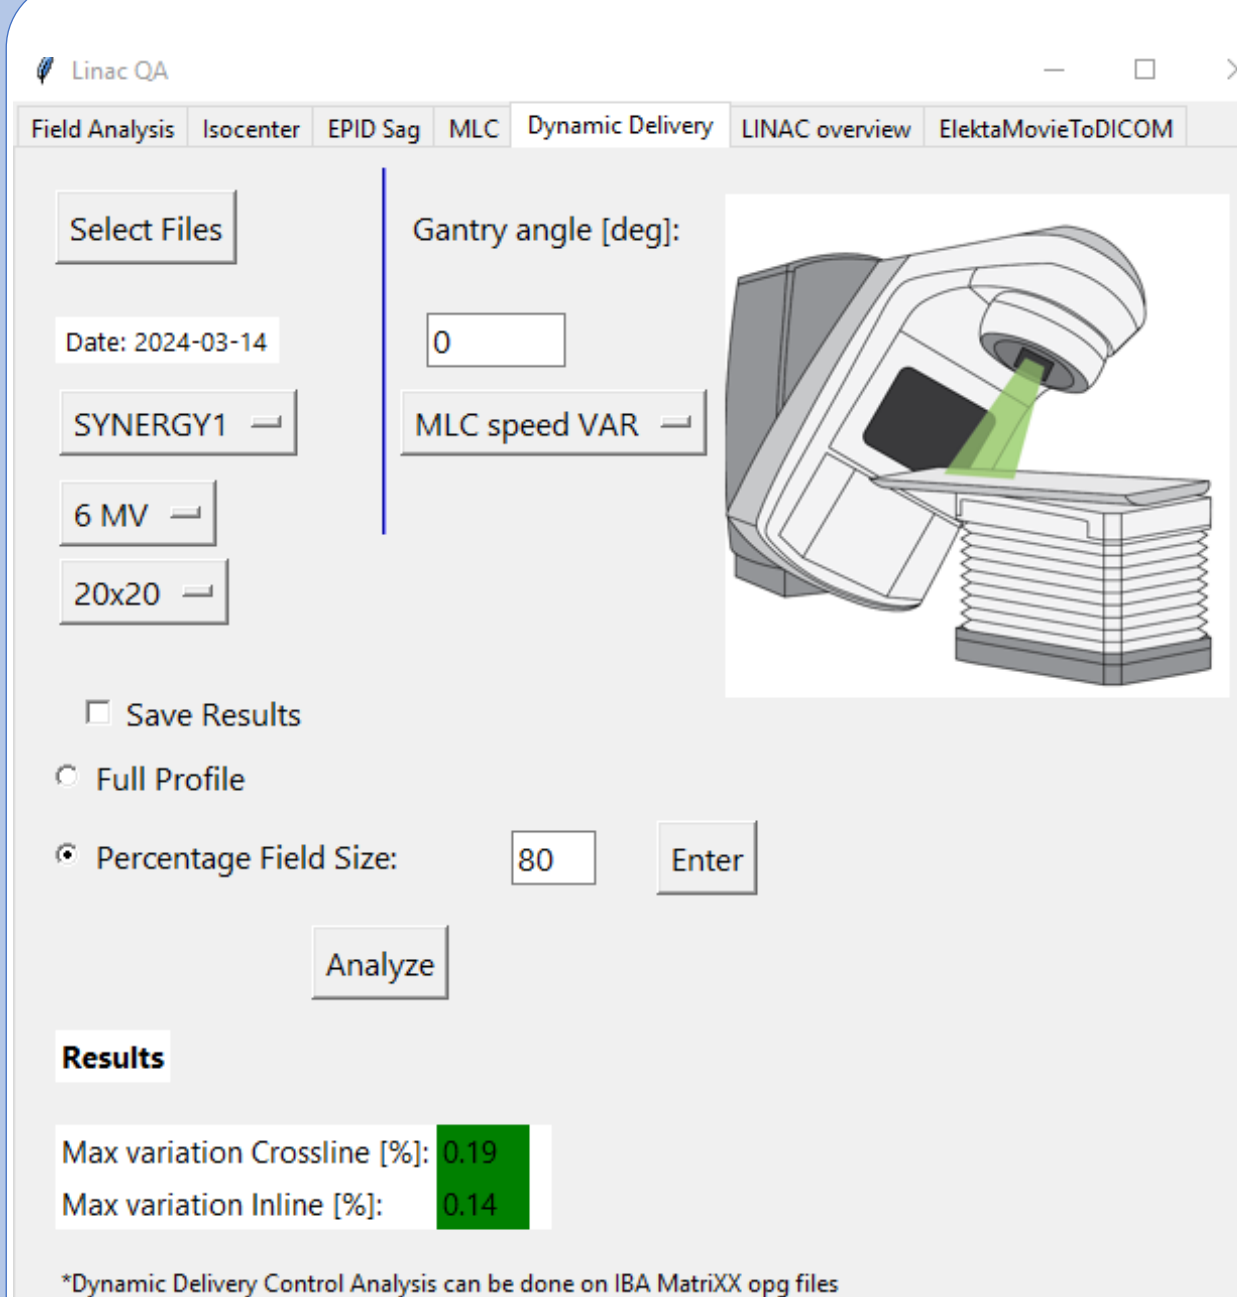 Linac QA
Field Analysis Isocenter EPID Sag MLC Dynamic Delivery LINAC overview ElektaMovieToDICOM
Select Files Gantry angle [deg]:
Date: 2024-03-14 0
SYNERGY1 MLC speed VAR
6 MV
20x20
Save Results
Full Profile
Percentage Field Size: 80 Enter
Analyze
Results
Max variation Crossline [%]: 0.19
Max variation Inline [%]: 0.14
*Dynamic Delivery Control Analysis can be done on IBA MatriXX opg files